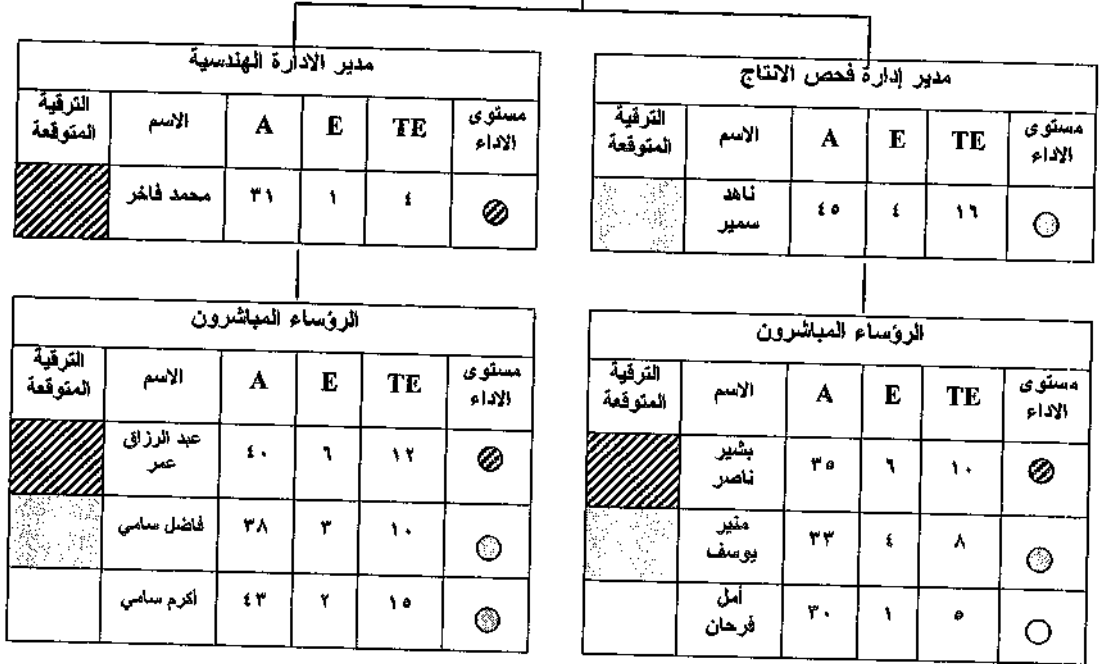 مدير الادارة الهندسية
الترقية المتوقعة | الاسم | A | E | TE | مستوى الاداء
محمد فاخر | ٣١ | ١ | ٤
الرؤساء المباشرون
الترقية المتوقعة | الاسم | A | E | TE | مستوى الاداء
عبد الرزاق عمر | ٤٠ | ٦ | ١٢
فاضل سامي | ٣٨ | ٣ | ١٠
أكرم سامي | ٤٣ | ٢ | ١٥
مدير إدارة فحص الانتاج
الترقية المتوقعة | الاسم | A | E | TE | مستوى الاداء
ناهد سمير | ٤٥ | ٤ | ١٦
الرؤساء المباشرون
الترقية المتوقعة | الاسم | A | E | TE | مستوى الاداء
بشير ناصر | ٣٥ | ٦ | ١٠
منير يوسف | ٣٣ | ٤ | ٨
أمل فرحان | ٣٠ | ١ | ٥